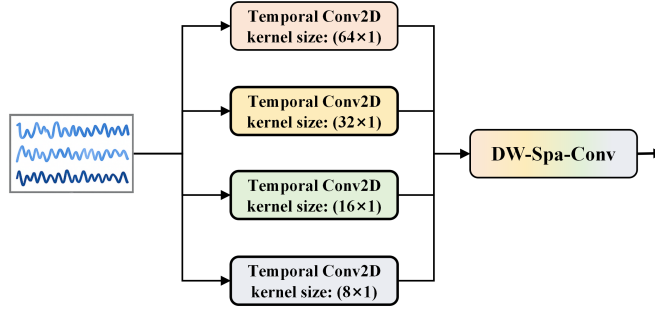 Temporal Conv2D
kernel size: (64×1)
Temporal Conv2D
kernel size: (32×1)
Temporal Conv2D
kernel size: (16×1)
Temporal Conv2D
kernel size: (8×1)
DW-Spa-Conv